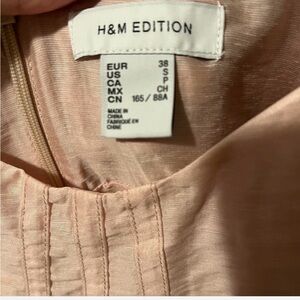 H&M EDITION
EUR 38
US S
CA P
MX CH
CN 165/88A
MADE IN
CHINA
FABRIQUÉ EN
CHINE